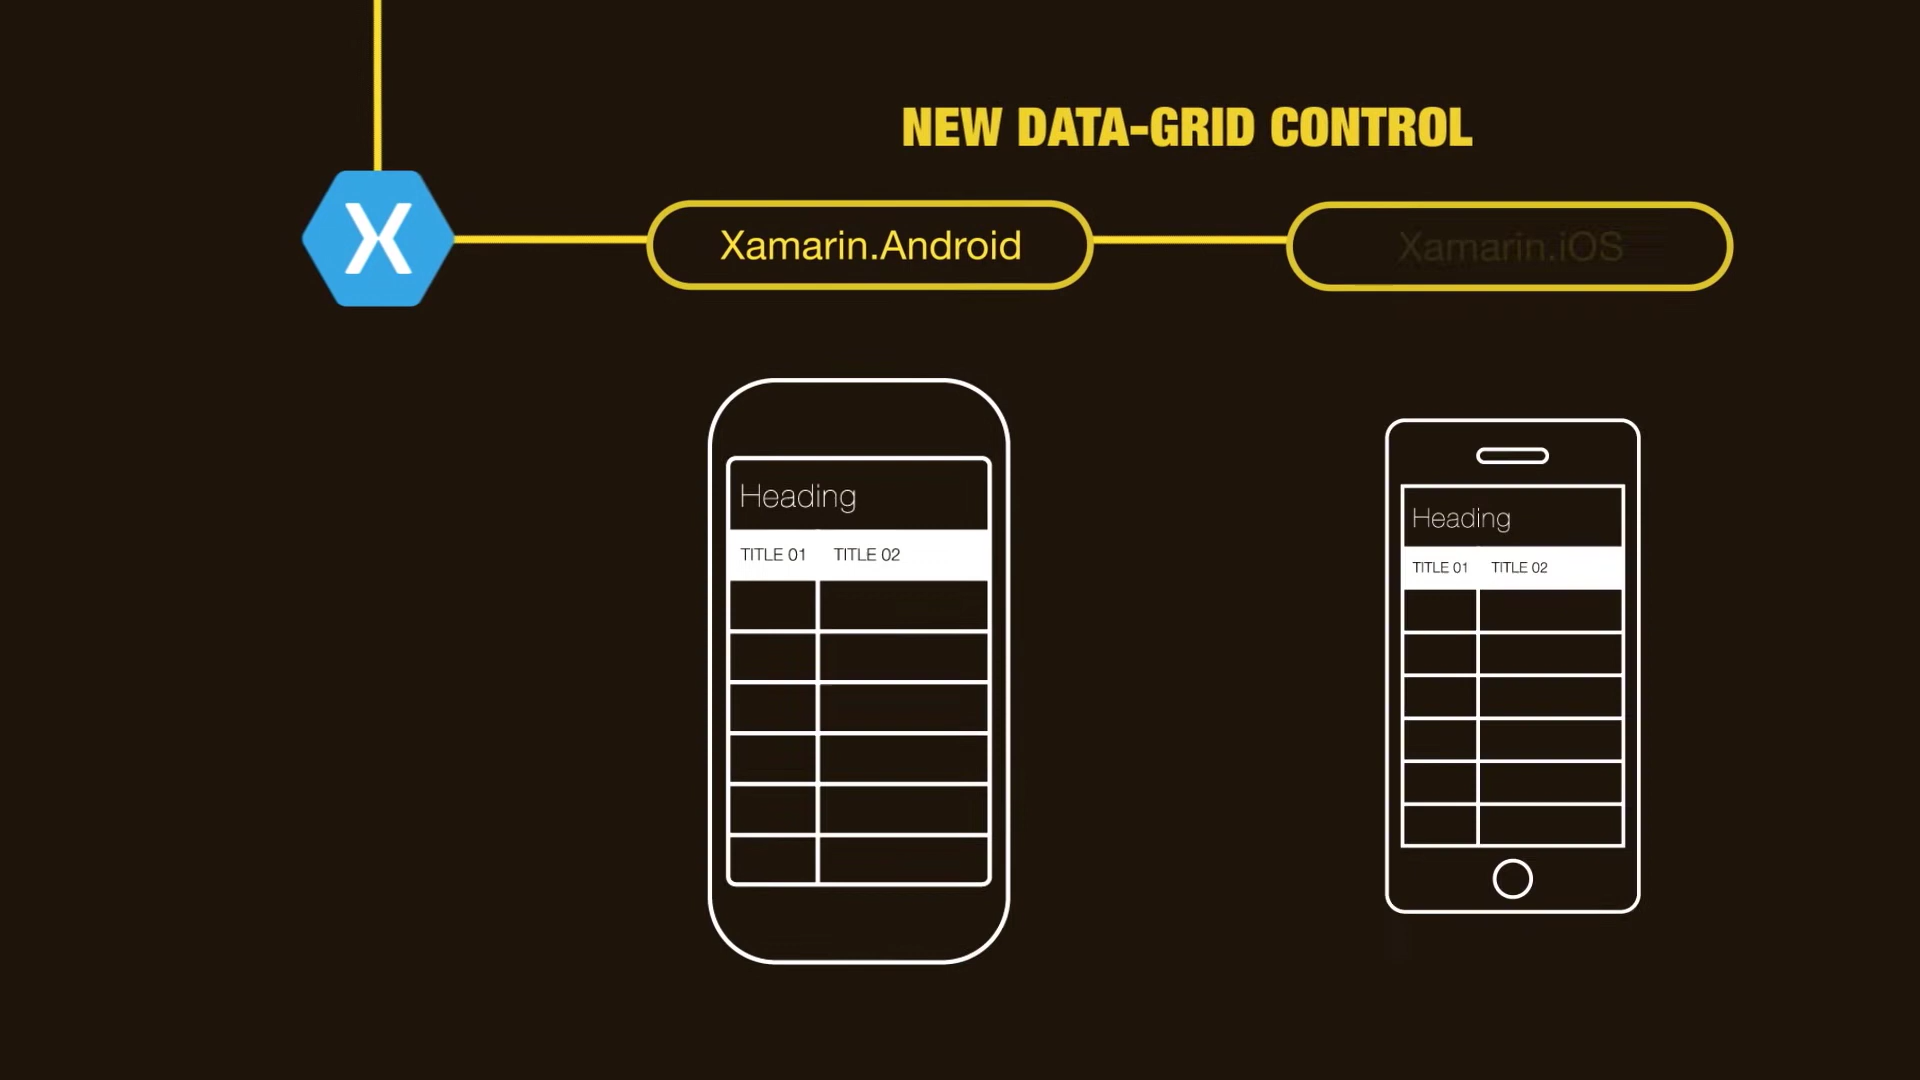 NEW DATA-GRID CONTROL
X
Xamarin.Android
Xamarin.iOS
Heading
TITLE 01 TITLE 02
Heading
TITLE 01 TITLE 02